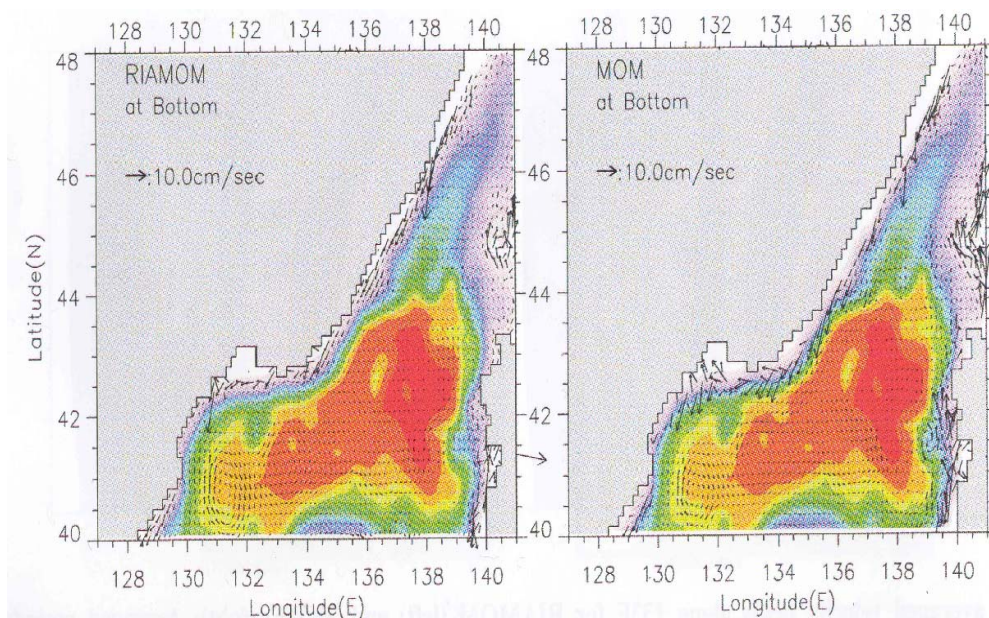 128 130 132 134 136 138 140
128 130 132 134 136 138 140
48
46
44
42
40
Latitude(N)
RIAMOM
at Bottom
:10.0cm/sec
128 130 132 134 136 138 140
Longitude(E)
48
46
44
42
40
MOM
at Bottom
:10.0cm/sec
128 130 132 134 136 138 140
Longitude(E)